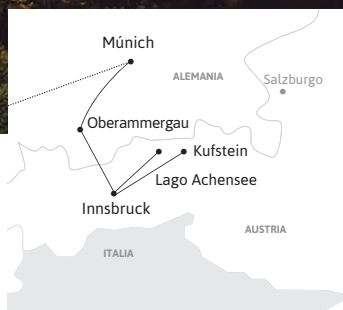 Múnich
ALEMANIA
Salzburgo
Oberammergau
Kufstein
Lago Achensee
Innsbruck
AUSTRIA
ITALIA